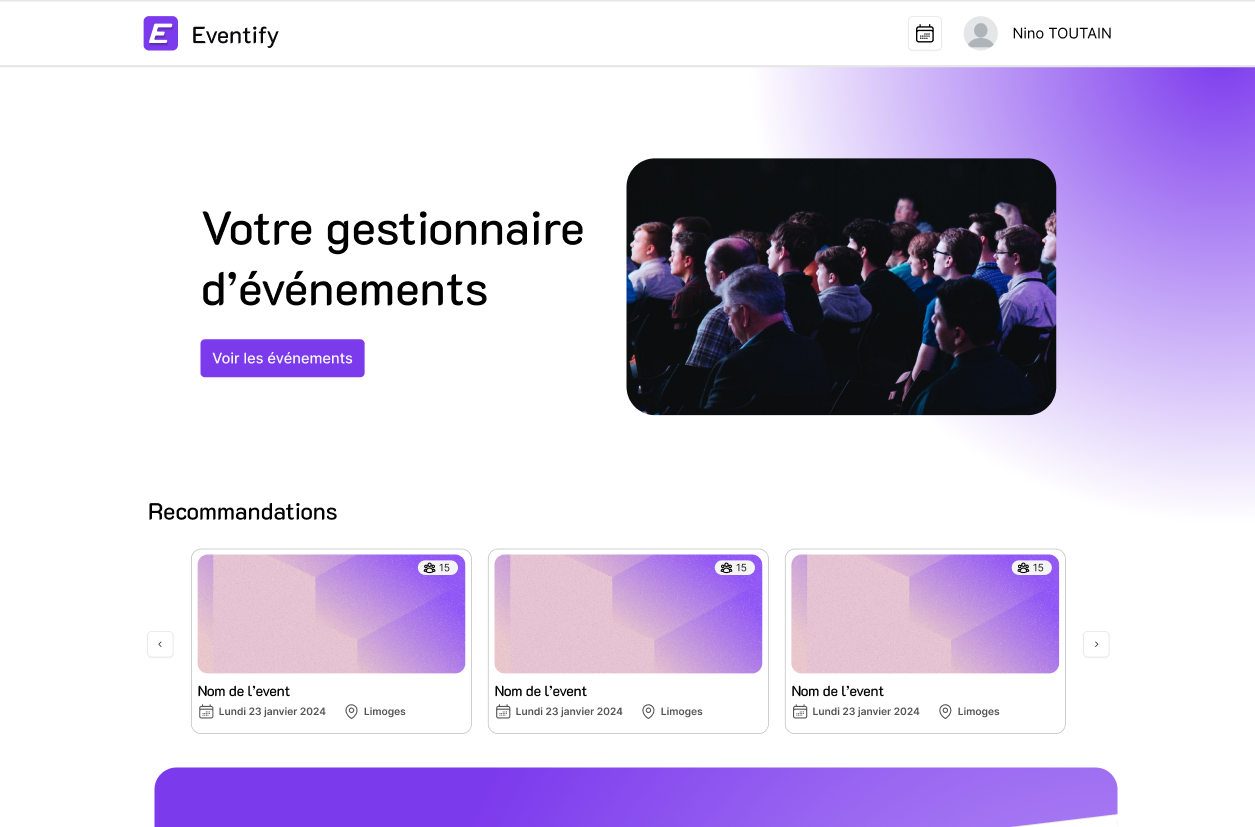 E Eventify
Nino TOUTAIN
Votre gestionnaire
d’événements
Voir les événements
Recommandations
15
Nom de l’event
Lundi 23 janvier 2024 Limoges
15
Nom de l’event
Lundi 23 janvier 2024 Limoges
15
Nom de l’event
Lundi 23 janvier 2024 Limoges